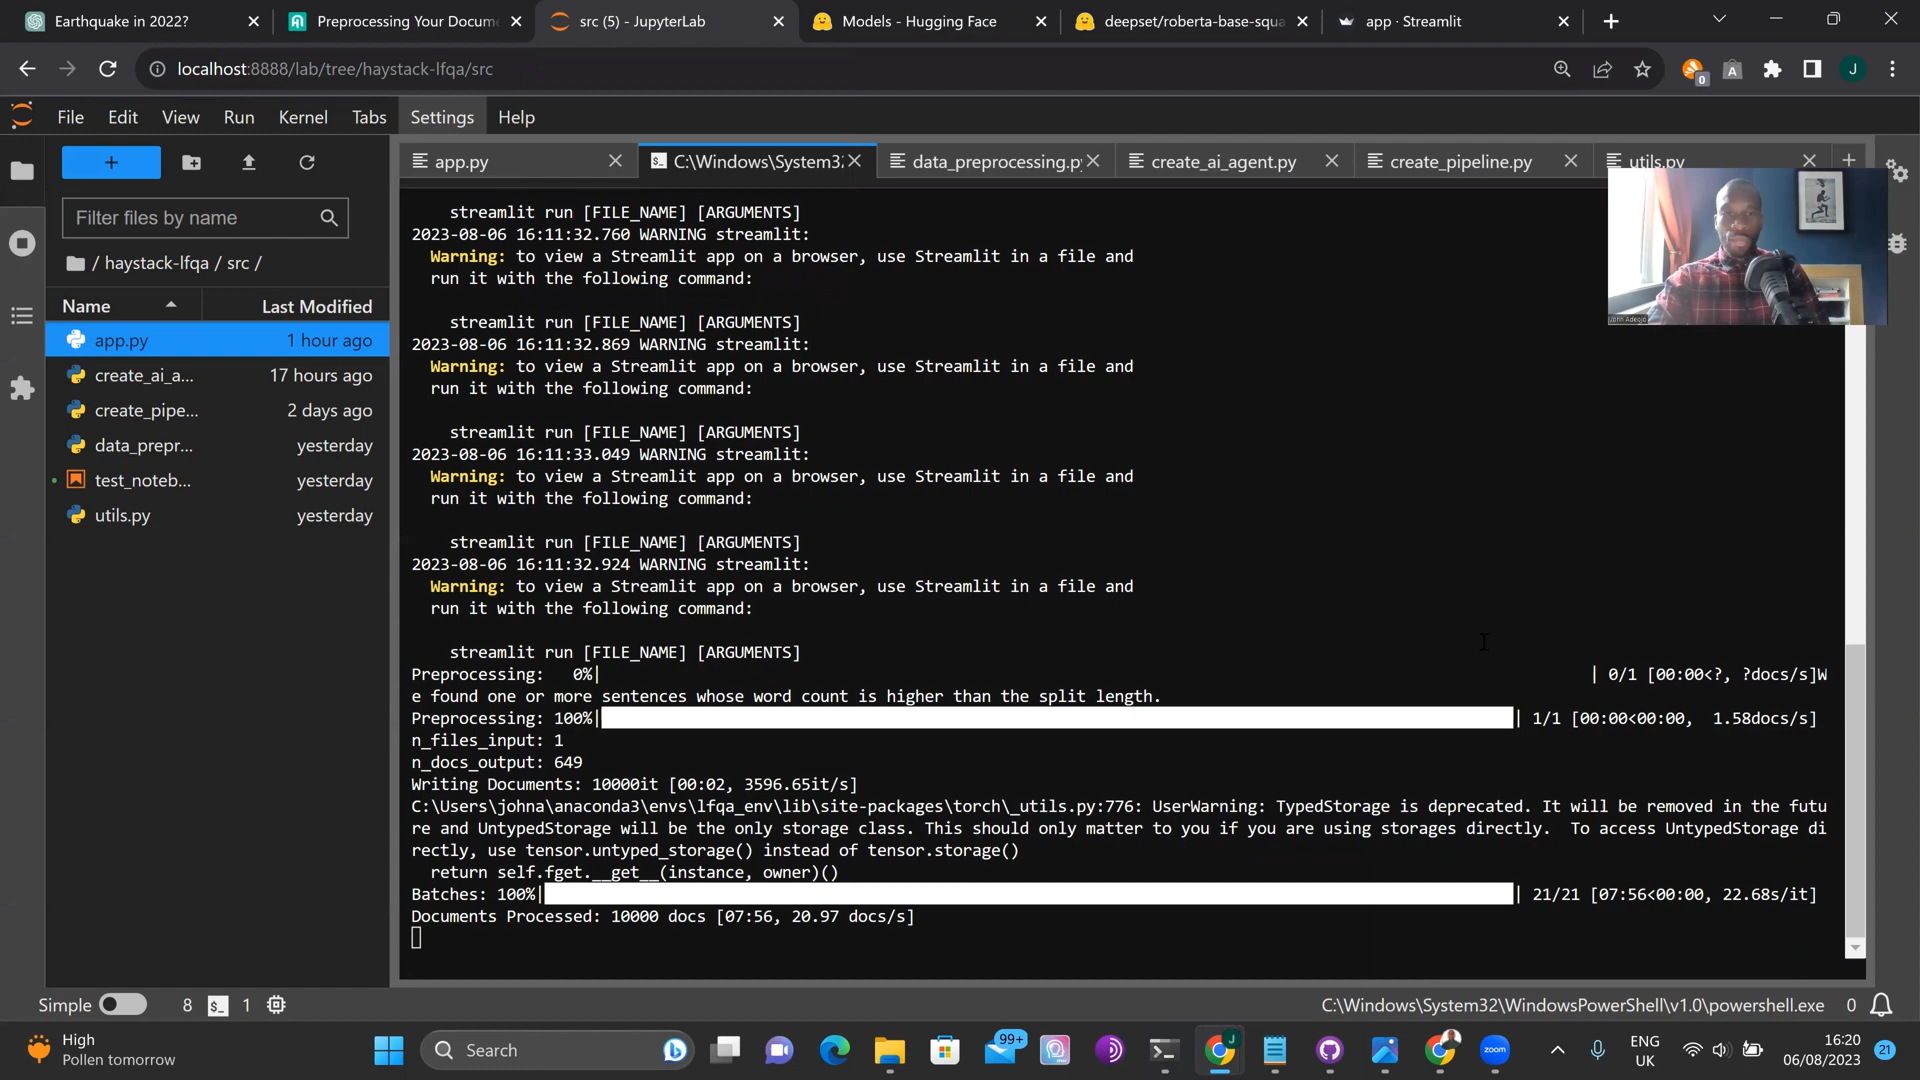 Earthquake in 2022?
Preprocessing Your Docume
src (5) - JupyterLab
Models - Hugging Face
deepset/roberta-base-squa
app · Streamlit
localhost:8888/lab/tree/haystack-lfqa/src
0
A
J
File Edit View Run Kernel Tabs Settings Help
app.py
C:\Windows\System3:
data_preprocessing.py
create_ai_agent.py
create_pipeline.py
utils.py
Filter files by name
/ haystack-lfqa / src /
Name Last Modified
app.py 1 hour ago
create_ai_a... 17 hours ago
create_pipe... 2 days ago
data_prepr... yesterday
test_noteb... yesterday
utils.py yesterday
John Adeojo
streamlit run [FILE_NAME] [ARGUMENTS]
2023-08-06 16:11:32.760 WARNING streamlit:
Warning: to view a Streamlit app on a browser, use Streamlit in a file and
run it with the following command:
streamlit run [FILE_NAME] [ARGUMENTS]
2023-08-06 16:11:32.869 WARNING streamlit:
Warning: to view a Streamlit app on a browser, use Streamlit in a file and
run it with the following command:
streamlit run [FILE_NAME] [ARGUMENTS]
2023-08-06 16:11:33.049 WARNING streamlit:
Warning: to view a Streamlit app on a browser, use Streamlit in a file and
run it with the following command:
streamlit run [FILE_NAME] [ARGUMENTS]
2023-08-06 16:11:32.924 WARNING streamlit:
Warning: to view a Streamlit app on a browser, use Streamlit in a file and
run it with the following command:
streamlit run [FILE_NAME] [ARGUMENTS]
Preprocessing: 0%| | 0/1 [00:00<?, ?docs/s]W
e found one or more sentences whose word count is higher than the split length.
Preprocessing: 100%| | 1/1 [00:00<00:00, 1.58docs/s]
n_files_input: 1
n_docs_output: 649
Writing Documents: 10000it [00:02, 3596.65it/s]
C:\Users\johna\anaconda3\envs\lfqa_env\lib\site-packages\torch\_utils.py:776: UserWarning: TypedStorage is deprecated. It will be removed in the futu
re and UntypedStorage will be the only storage class. This should only matter to you if you are using storages directly.  To access UntypedStorage di
rectly, use tensor.untyped_storage() instead of tensor.storage()
return self.fget.__get__(instance, owner)()
Batches: 100%| | 21/21 [07:56<00:00, 22.68s/it]
Documents Processed: 10000 docs [07:56, 20.97 docs/s]
Simple 8 1
C:\Windows\System32\WindowsPowerShell\v1.0\powershell.exe 0
High
Pollen tomorrow
Search
99+
J
zoom
ENG
UK
16:20
06/08/2023
21